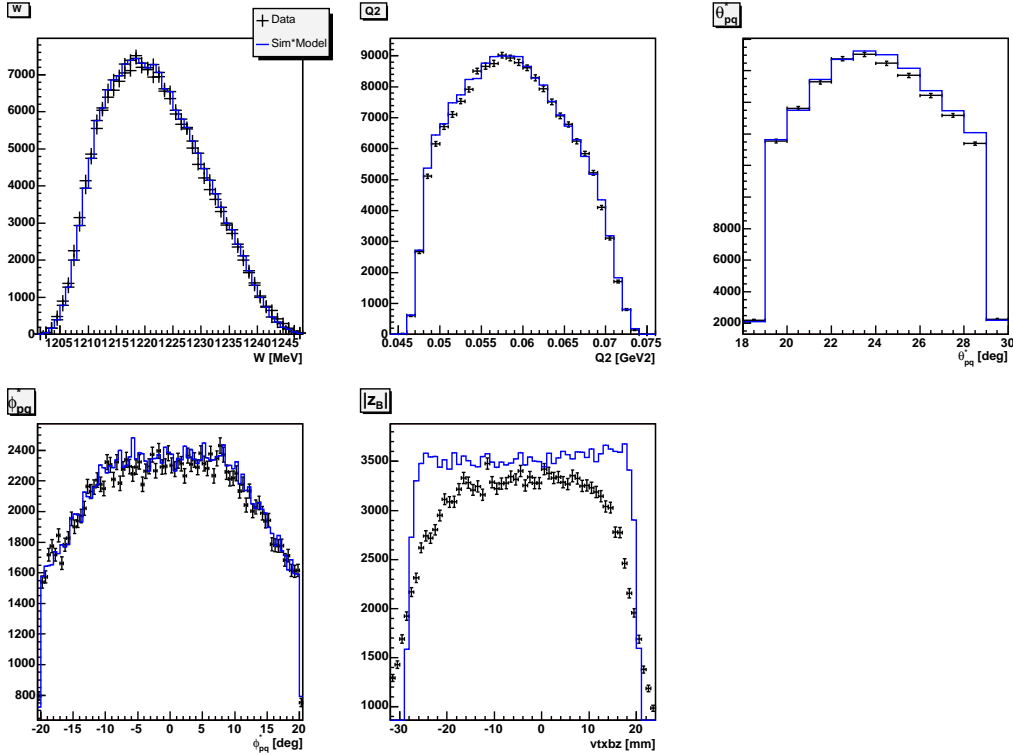 W
Data
Sim*Model
7000
6000
5000
4000
3000
2000
1000
0
1205 1210 1215 1220 1225 1230 1235 1240 1245
W [MeV]
Q2
9000
8000
7000
6000
5000
4000
3000
2000
1000
0
0.045 0.05 0.055 0.06 0.065 0.07 0.075
Q2 [GeV2]
θ*pq
8000
6000
4000
2000
18 20 22 24 26 28 30
θ*pq [deg]
ϕ*pq
2400
2200
2000
1800
1600
1400
1200
1000
800
-20 -15 -10 -5 0 5 10 15 20
ϕ*pq [deg]
|zB|
3500
3000
2500
2000
1500
1000
-30 -20 -10 0 10 20
vtxbz [mm]